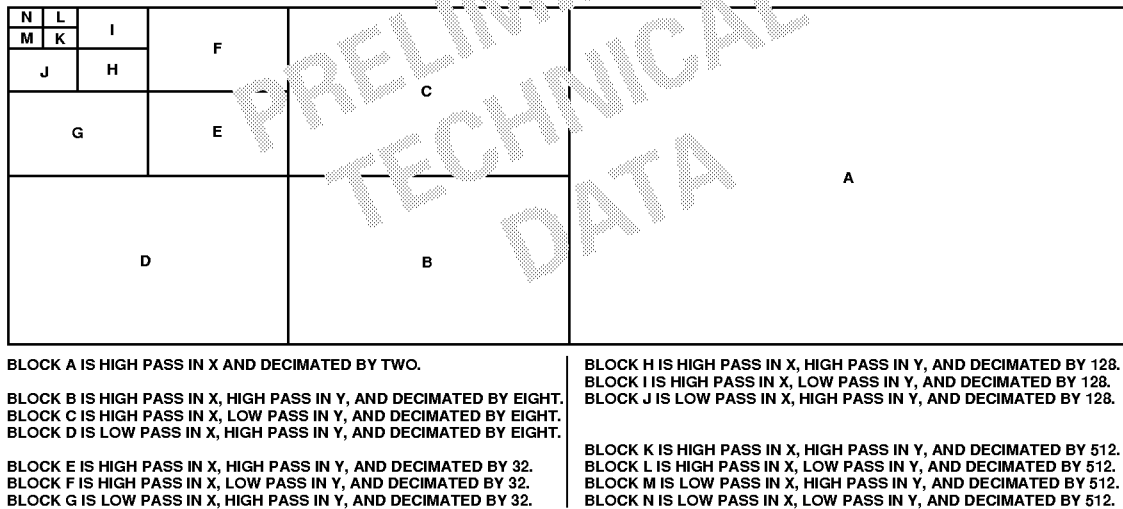 N L
I
F
M K
J H
C
G E
A
D
B
PRELIM
TECHNICAL
DATA
BLOCK A IS HIGH PASS IN X AND DECIMATED BY TWO.
BLOCK B IS HIGH PASS IN X, HIGH PASS IN Y, AND DECIMATED BY EIGHT.
BLOCK C IS HIGH PASS IN X, LOW PASS IN Y, AND DECIMATED BY EIGHT.
BLOCK D IS LOW PASS IN X, HIGH PASS IN Y, AND DECIMATED BY EIGHT.
BLOCK E IS HIGH PASS IN X, HIGH PASS IN Y, AND DECIMATED BY 32.
BLOCK F IS HIGH PASS IN X, LOW PASS IN Y, AND DECIMATED BY 32.
BLOCK G IS LOW PASS IN X, HIGH PASS IN Y, AND DECIMATED BY 32.
BLOCK H IS HIGH PASS IN X, HIGH PASS IN Y, AND DECIMATED BY 128.
BLOCK I IS HIGH PASS IN X, LOW PASS IN Y, AND DECIMATED BY 128.
BLOCK J IS LOW PASS IN X, HIGH PASS IN Y, AND DECIMATED BY 128.
BLOCK K IS HIGH PASS IN X, HIGH PASS IN Y, AND DECIMATED BY 512.
BLOCK L IS HIGH PASS IN X, LOW PASS IN Y, AND DECIMATED BY 512.
BLOCK M IS LOW PASS IN X, HIGH PASS IN Y, AND DECIMATED BY 512.
BLOCK N IS LOW PASS IN X, LOW PASS IN Y, AND DECIMATED BY 512.